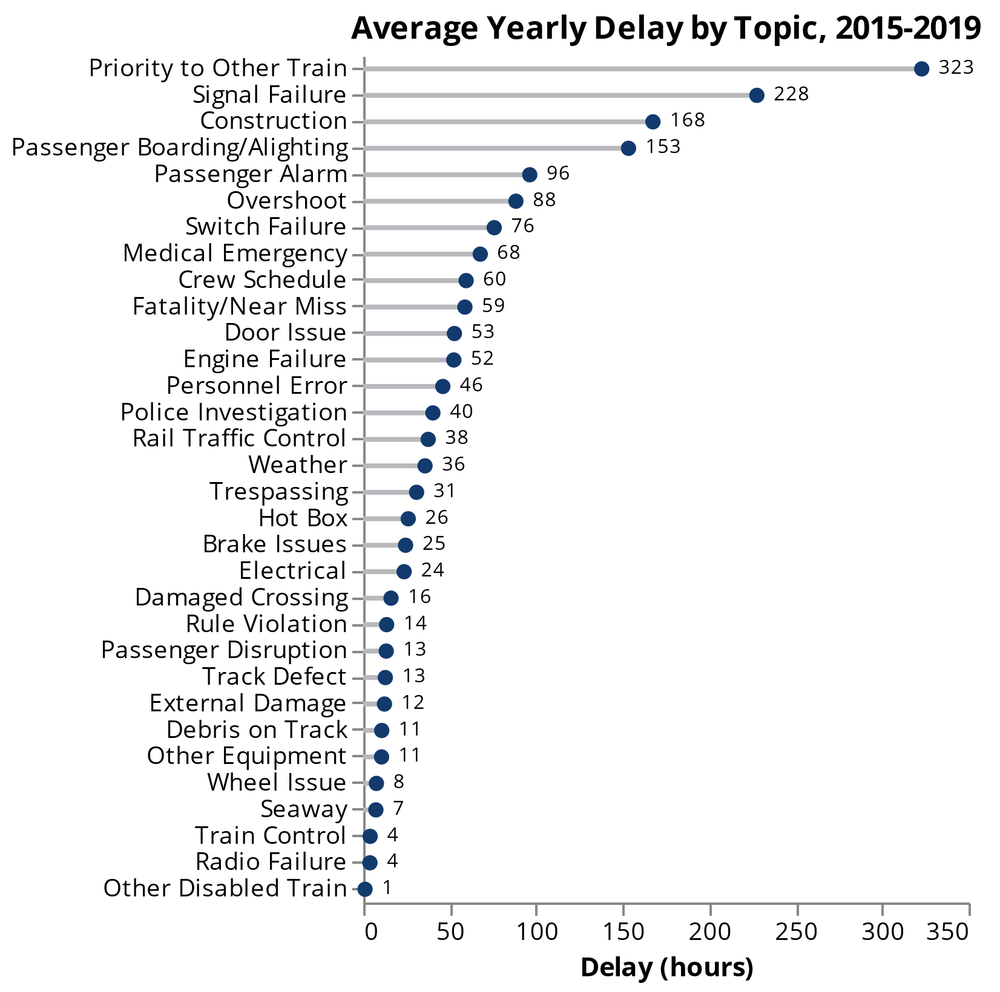 Average Yearly Delay by Topic, 2015-2019
Priority to Other Train 323
Signal Failure 228
Construction 168
Passenger Boarding/Alighting 153
Passenger Alarm 96
Overshoot 88
Switch Failure 76
Medical Emergency 68
Crew Schedule 60
Fatality/Near Miss 59
Door Issue 53
Engine Failure 52
Personnel Error 46
Police Investigation 40
Rail Traffic Control 38
Weather 36
Trespassing 31
Hot Box 26
Brake Issues 25
Electrical 24
Damaged Crossing 16
Rule Violation 14
Passenger Disruption 13
Track Defect 13
External Damage 12
Debris on Track 11
Other Equipment 11
Wheel Issue 8
Seaway 7
Train Control 4
Radio Failure 4
Other Disabled Train 1
0 50 100 150 200 250 300 350
Delay (hours)